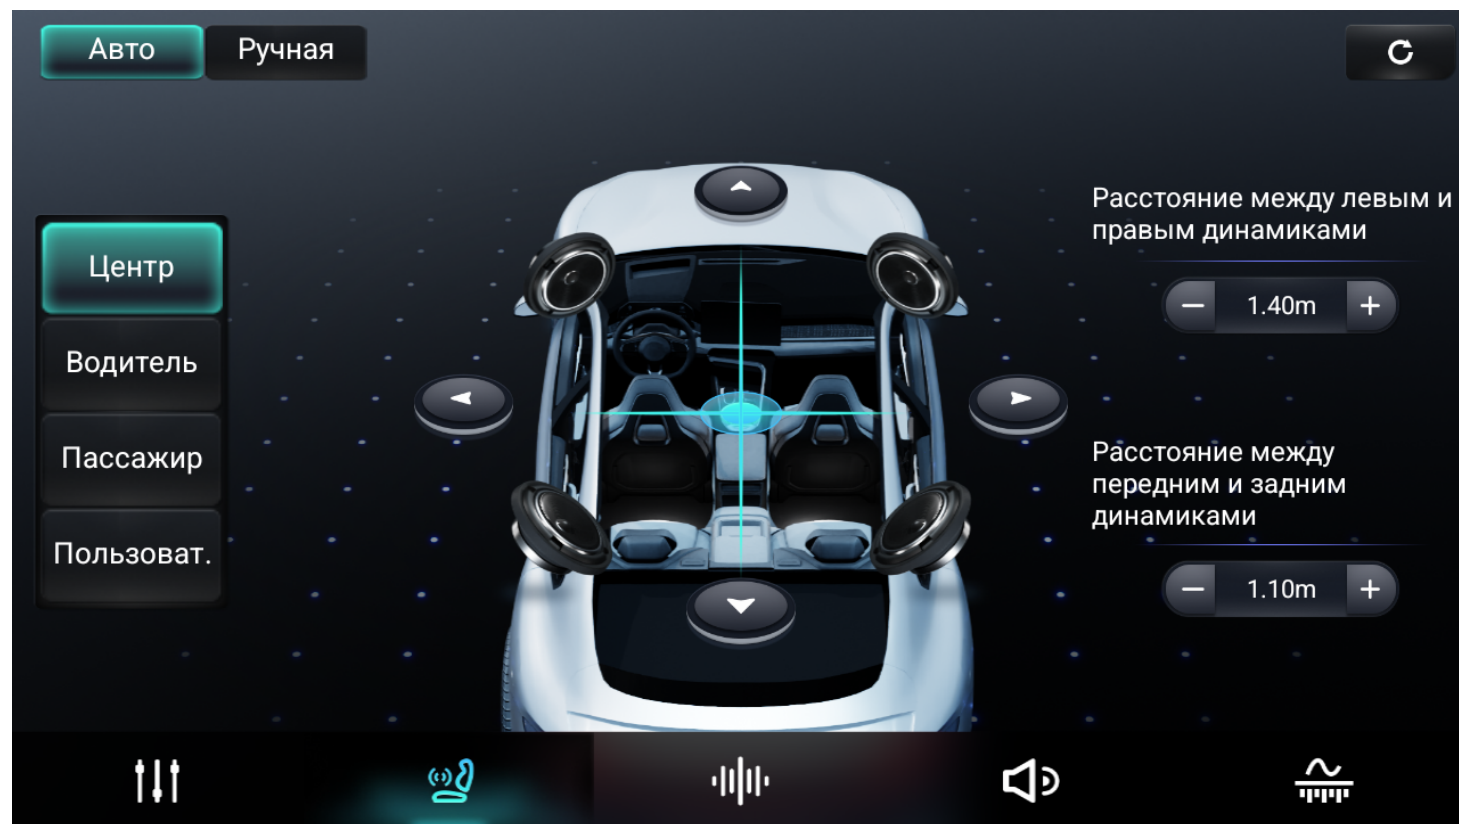 Авто
Ручная
Центр
Водитель
Пассажир
Пользоват.
Расстояние между левым и
правым динамиками
1.40m
Расстояние между
передним и задним
динамиками
1.10m